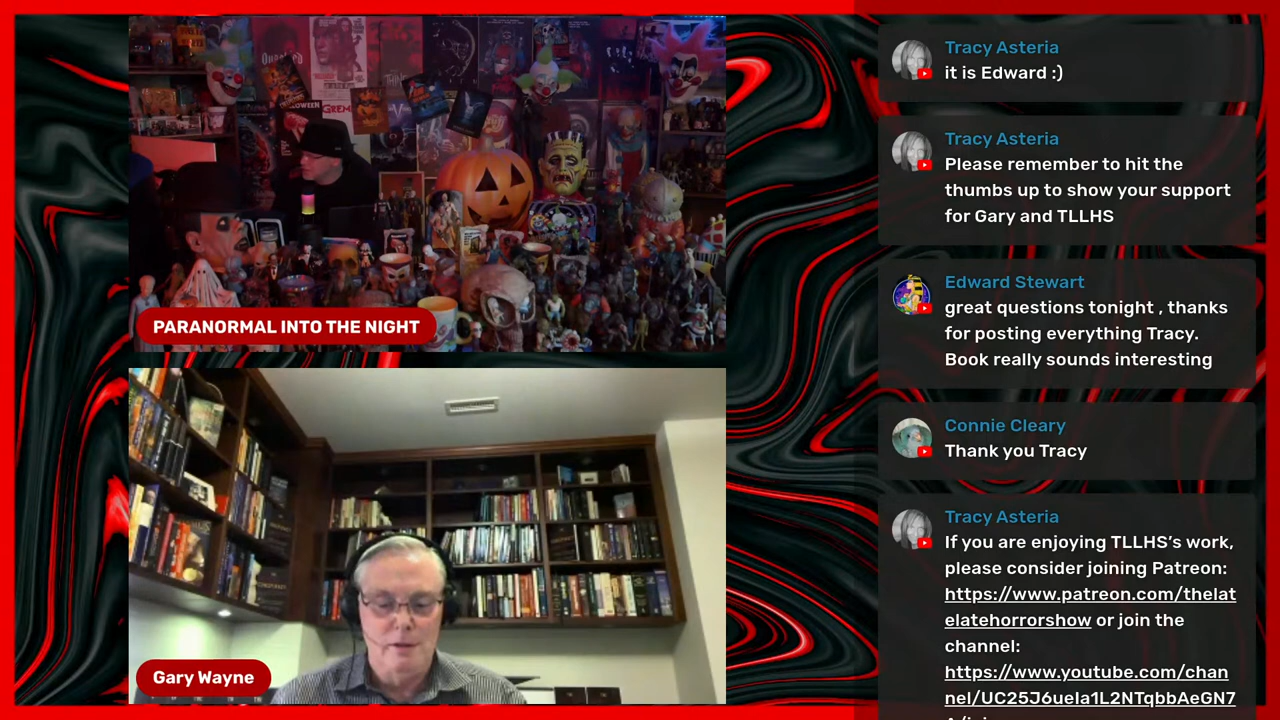 HALLOWEEN
GREM
PARANORMAL INTO THE NIGHT
Gary Wayne
Tracy Asteria
it is Edward :)
Tracy Asteria
Please remember to hit the
thumbs up to show your support
for Gary and TLLHS
Edward Stewart
great questions tonight , thanks
for posting everything Tracy.
Book really sounds interesting
Connie Cleary
Thank you Tracy
Tracy Asteria
If you are enjoying TLLHS’s work,
please consider joining Patreon:
https://www.patreon.com/thelat
elatehorrorshow or join the
channel:
https://www.youtube.com/chan
nel/UC25J6uela1L2NTqbbAeGN7